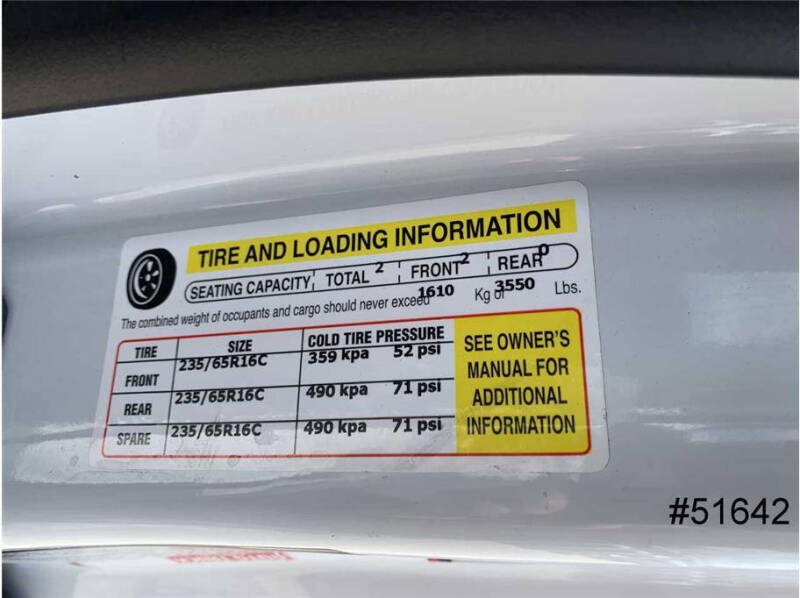 TIRE AND LOADING INFORMATION
SEATING CAPACITY TOTAL 2 FRONT 2 REAR 0
The combined weight of occupants and cargo should never exceed 1610 Kg or 3550 Lbs.
TIRE SIZE COLD TIRE PRESSURE
FRONT 235/65R16C 359 kpa 52 psi
REAR 235/65R16C 490 kpa 71 psi
SPARE 235/65R16C 490 kpa 71 psi
SEE OWNER'S
MANUAL FOR
ADDITIONAL
INFORMATION
#51642